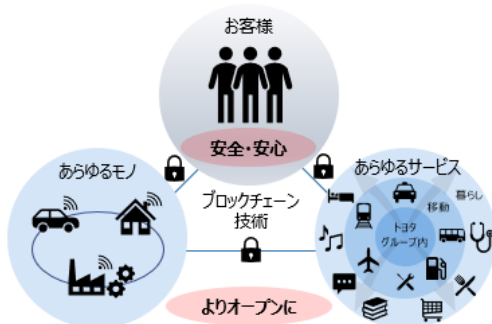 お客様
安全・安心
あらゆるモノ
あらゆるサービス
ブロックチェーン
技術
移動
暮らし
トヨタ
グループ内
よりオープンに